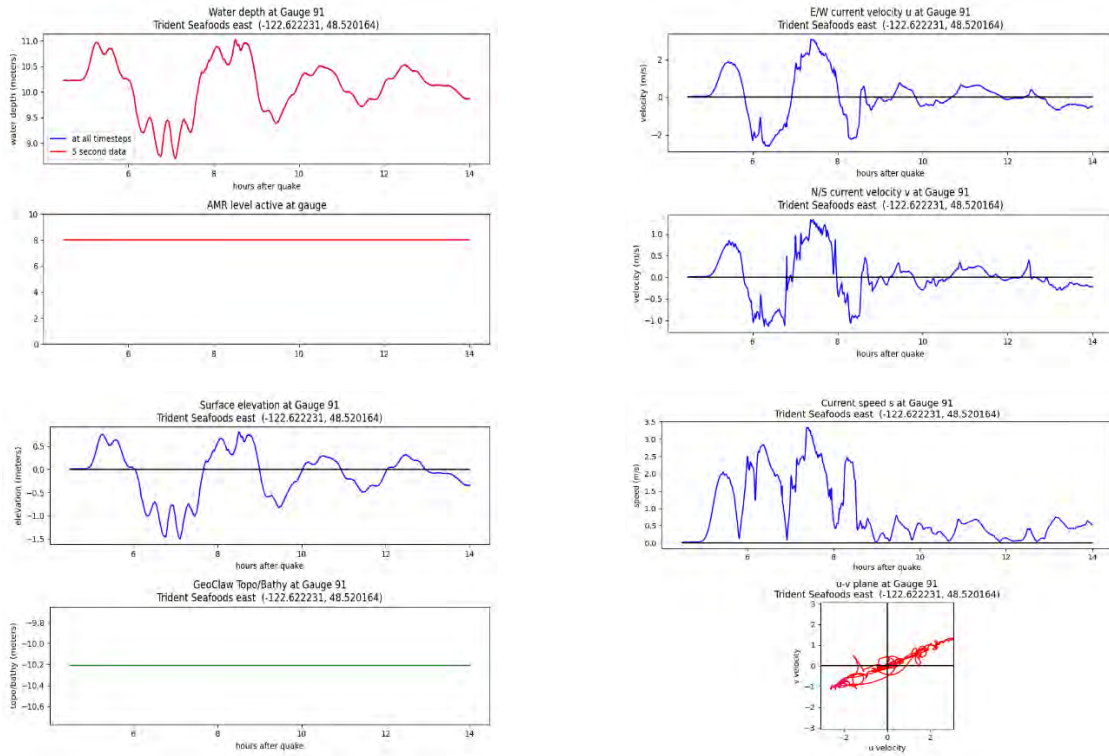 Water depth at Gauge 91
Trident Seafoods east (-122.622231, 48.520164)
water depth (meters)
11.0
10.5
10.0
9.5
9.0
at all timesteps
5 second data
6 8 10 12 14
hours after quake
AMR level active at gauge
10
8
6
4
2
0
6 8 10 12 14
Surface elevation at Gauge 91
Trident Seafoods east (-122.622231, 48.520164)
elevation (meters)
0.5
0.0
−0.5
−1.0
−1.5
6 8 10 12 14
hours after quake
GeoClaw Topo/Bathy at Gauge 91
Trident Seafoods east (-122.622231, 48.520164)
topo/bathy (meters)
−9.8
−10.0
−10.2
−10.4
−10.6
6 8 10 12 14
hours after quake
E/W current velocity u at Gauge 91
Trident Seafoods east (-122.622231, 48.520164)
velocity (m/s)
2
0
−2
6 8 10 12 14
hours after quake
N/S current velocity v at Gauge 91
Trident Seafoods east (-122.622231, 48.520164)
velocity (m/s)
1.0
0.5
0.0
−0.5
−1.0
6 8 10 12 14
hours after quake
Current speed s at Gauge 91
Trident Seafoods east (-122.622231, 48.520164)
speed (m/s)
3.5
3.0
2.5
2.0
1.5
1.0
0.5
0.0
6 8 10 12 14
hours after quake
u-v plane at Gauge 91
Trident Seafoods east (-122.622231, 48.520164)
v velocity
3
2
1
0
−1
−2
−3
−2 0 2
u velocity